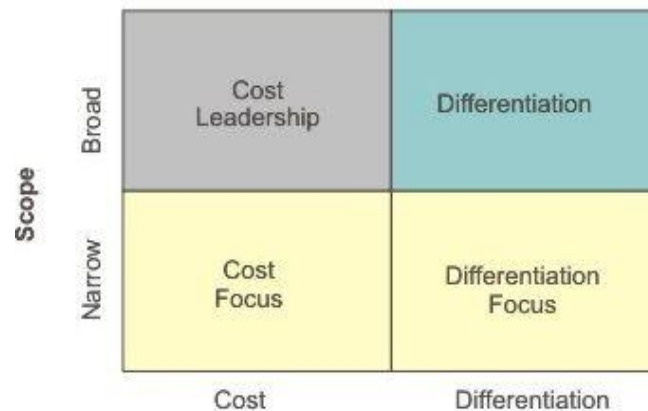 Cost
Leadership
Differentiation
Broad
Scope
Narrow
Cost
Focus
Differentiation
Focus
Cost
Differentiation